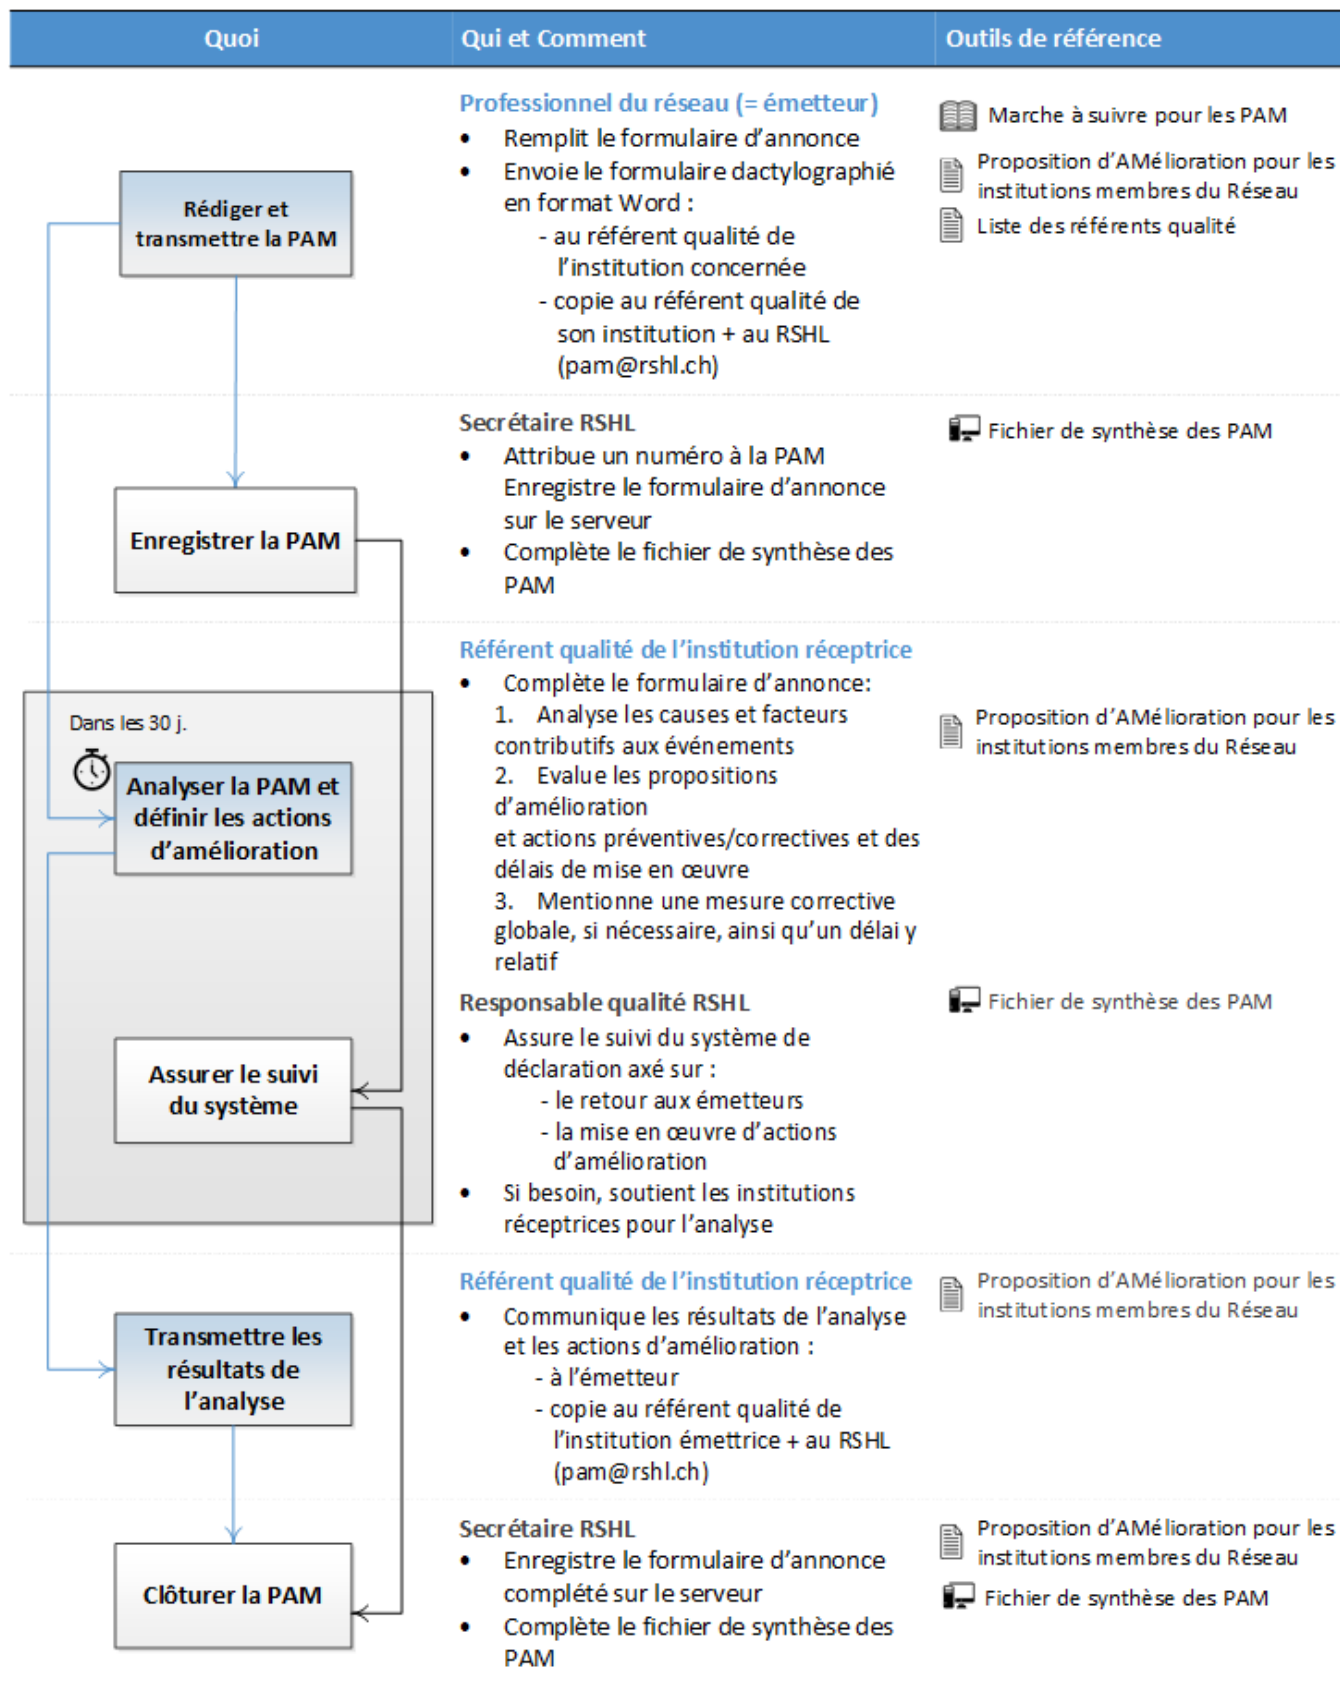 Quoi
Qui et Comment
Outils de référence
Rédiger et
transmettre la PAM
Professionnel du réseau (= émetteur)
• Remplit le formulaire d'annonce
• Envoie le formulaire dactylographié
en format Word :
- au référent qualité de
l'institution concernée
- copie au référent qualité de
son institution + au RSHL
(pam@rshl.ch)
Marche à suivre pour les PAM
Proposition d'AMélioration pour les
institutions membres du Réseau
Liste des référents qualité
Enregistrer la PAM
Secrétaire RSHL
• Attribue un numéro à la PAM
Enregistre le formulaire d'annonce
sur le serveur
• Complète le fichier de synthèse des
PAM
Fichier de synthèse des PAM
Dans les 30 j.
Analyser la PAM et
définir les actions
d'amélioration
Référent qualité de l'institution réceptrice
• Complète le formulaire d'annonce:
1. Analyse les causes et facteurs
contributifs aux événements
2. Evalue les propositions
d'amélioration
et actions préventives/correctives et des
délais de mise en œuvre
3. Mentionne une mesure corrective
globale, si nécessaire, ainsi qu'un délai y
relatif
Proposition d'AMélioration pour les
institutions membres du Réseau
Assurer le suivi
du système
Responsable qualité RSHL
• Assure le suivi du système de
déclaration axé sur :
- le retour aux émetteurs
- la mise en œuvre d'actions
d'amélioration
• Si besoin, soutient les institutions
réceptrices pour l'analyse
Fichier de synthèse des PAM
Transmettre les
résultats de
l'analyse
Référent qualité de l'institution réceptrice
• Communique les résultats de l'analyse
et les actions d'amélioration :
- à l'émetteur
- copie au référent qualité de
l'institution émettrice + au RSHL
(pam@rshl.ch)
Proposition d'AMélioration pour les
institutions membres du Réseau
Clôturer la PAM
Secrétaire RSHL
• Enregistre le formulaire d'annonce
complété sur le serveur
• Complète le fichier de synthèse des
PAM
Proposition d'AMélioration pour les
institutions membres du Réseau
Fichier de synthèse des PAM